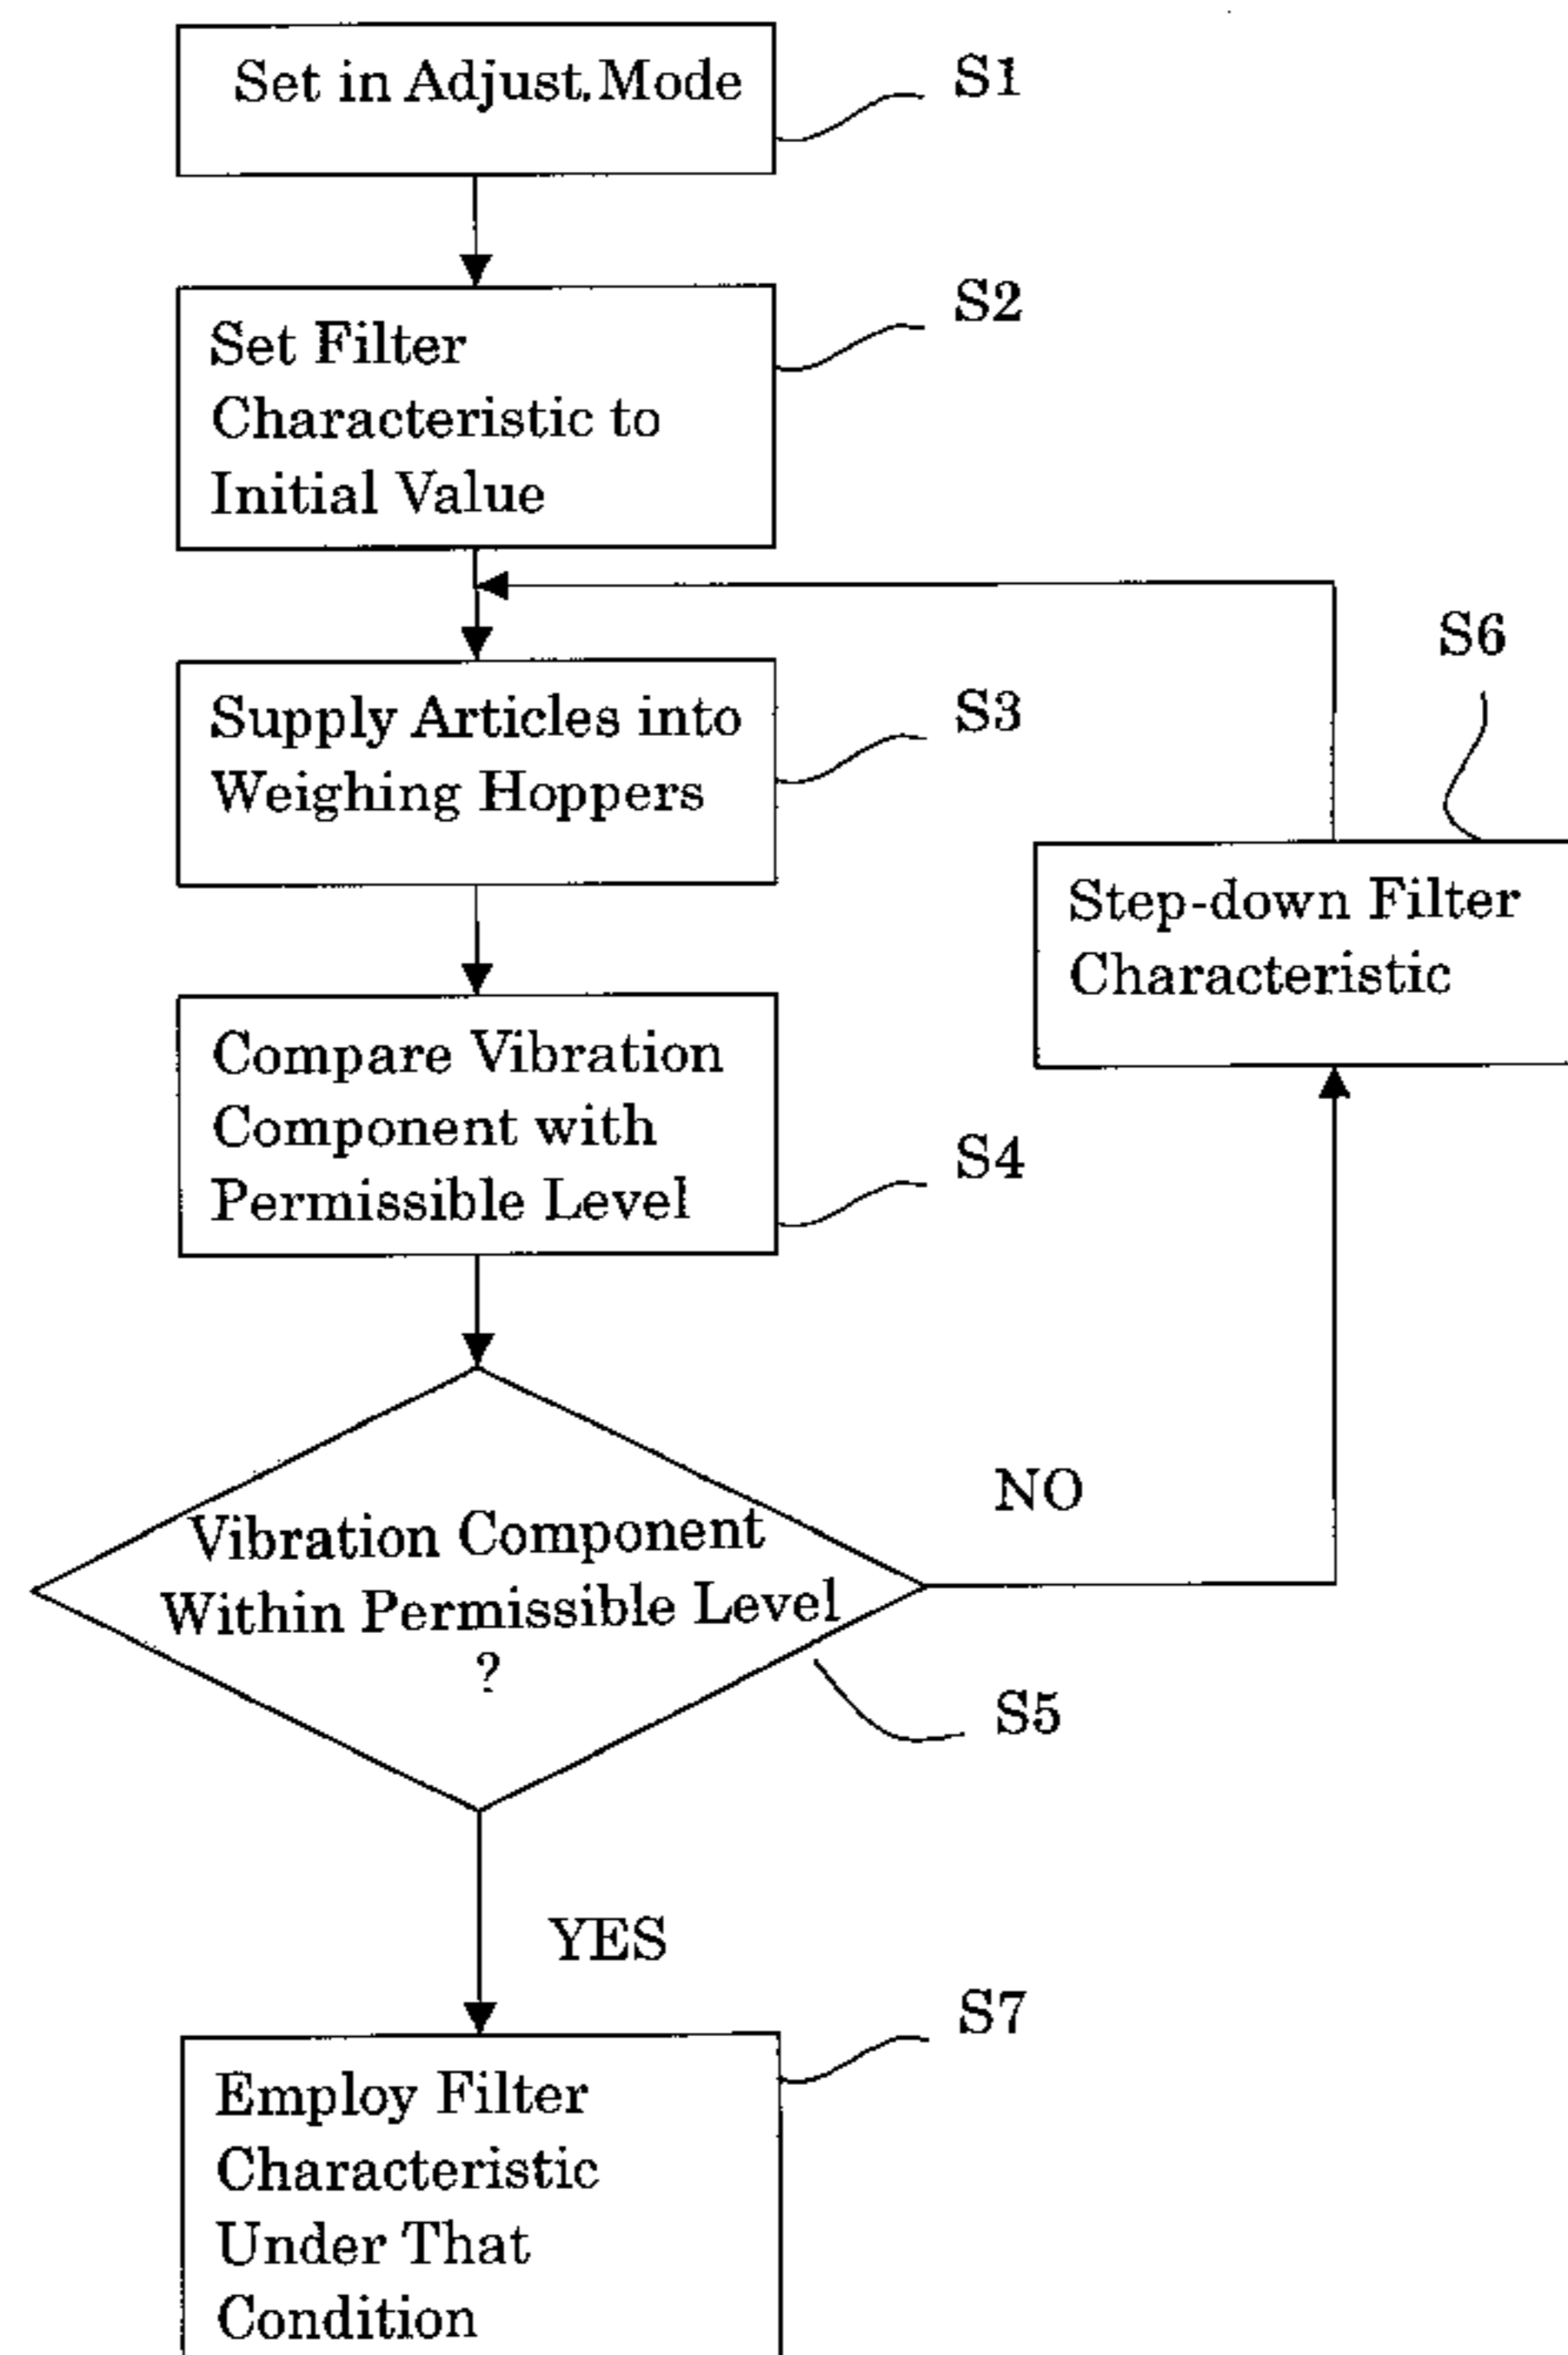 Set in Adjust. Mode
S1
Set Filter
Characteristic to
Initial Value
S2
Supply Articles into
Weighing Hoppers
S3
S6
Step-down Filter
Characteristic
Compare Vibration
Component with
Permissible Level
S4
Vibration Component
Within Permissible Level
?
NO
S5
YES
Employ Filter
Characteristic
Under That
Condition
S7